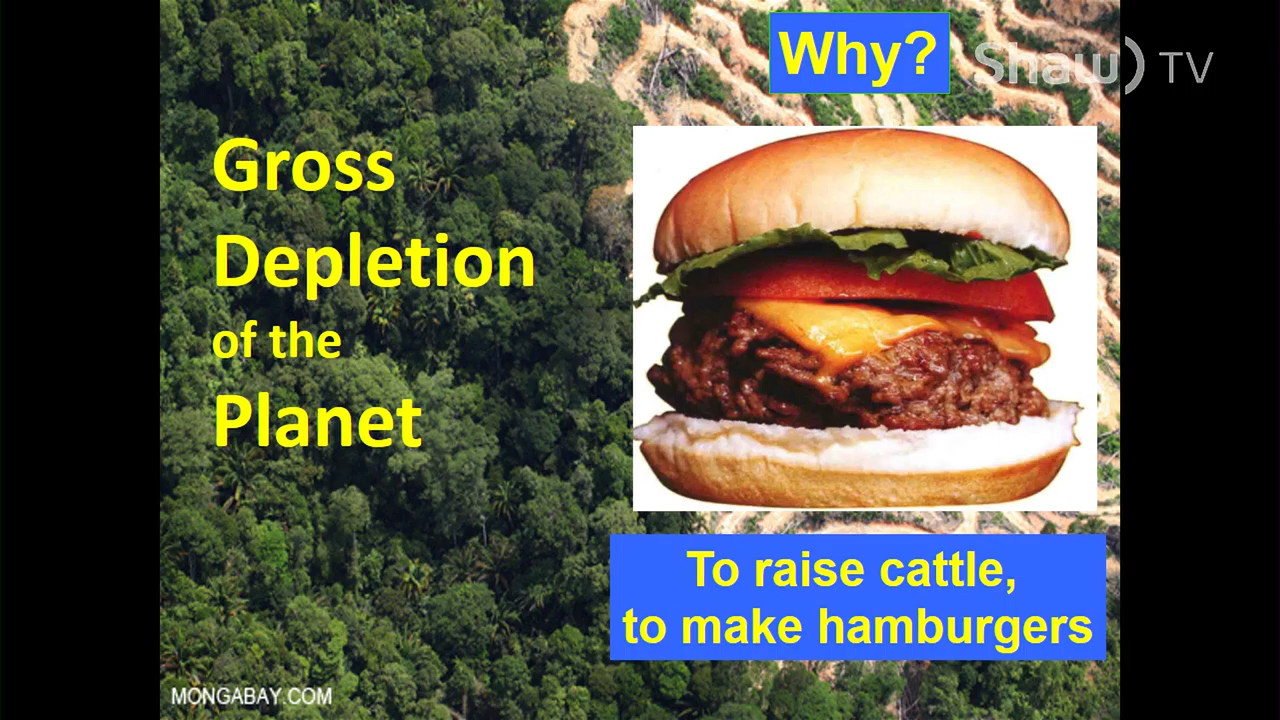 Why?
Shaw) TV
Gross
Depletion
of the
Planet
To raise cattle,
to make hamburgers
MONGABAY.COM